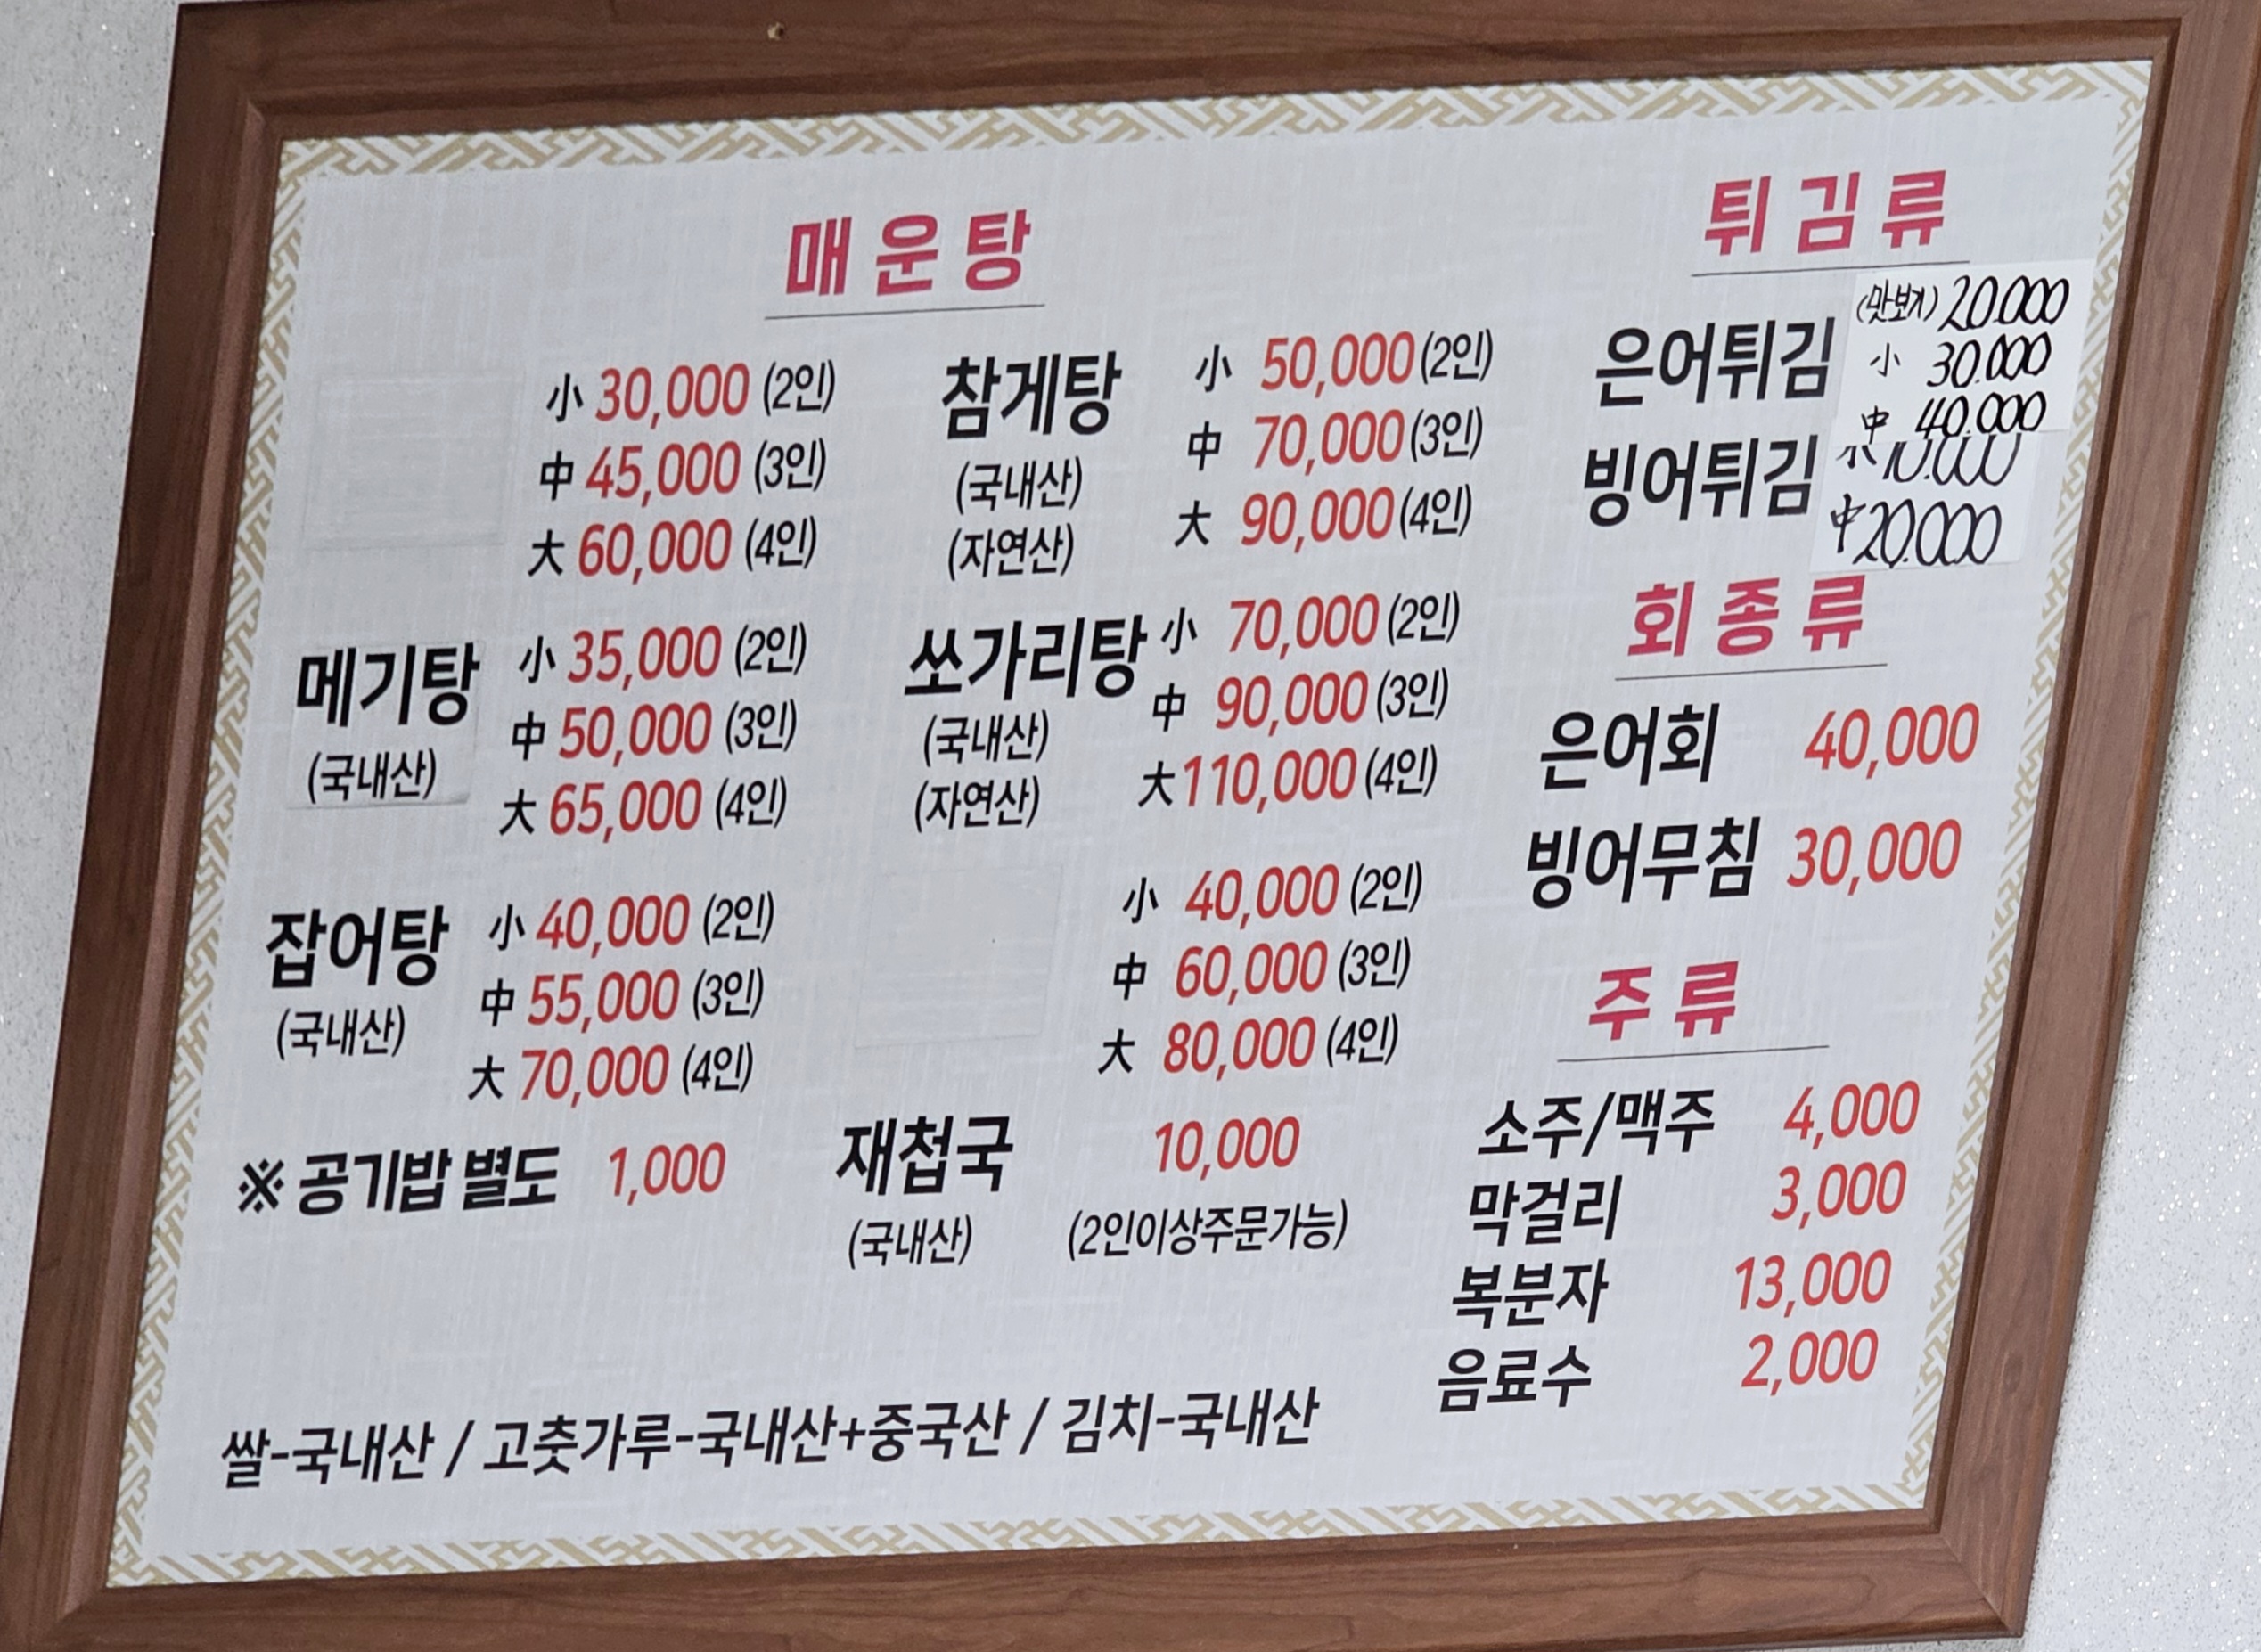 매운탕
小 30,000 (2인)
中 45,000 (3인)
大 60,000 (4인)
메기탕 小 35,000 (2인)
(국내산) 中 50,000 (3인)
大 65,000 (4인)
잡어탕 小 40,000 (2인)
(국내산) 中 55,000 (3인)
大 70,000 (4인)
※ 공기밥 별도 1,000
참게탕 小 50,000 (2인)
(국내산) 中 70,000 (3인)
(자연산) 大 90,000 (4인)
쏘가리탕 小 70,000 (2인)
(국내산) 中 90,000 (3인)
(자연산) 大 110,000 (4인)
小 40,000 (2인)
中 60,000 (3인)
大 80,000 (4인)
재첩국 10,000
(국내산) (2인이상주문가능)
튀김류
은어튀김 (맛보기) 20.000
小 30.000
中 40.000
빙어튀김 小 10.000
中 20.000
회종류
은어회 40,000
빙어무침 30,000
주류
소주/맥주 4,000
막걸리 3,000
복분자 13,000
음료수 2,000
쌀-국내산 / 고춧가루-국내산+중국산 / 김치-국내산